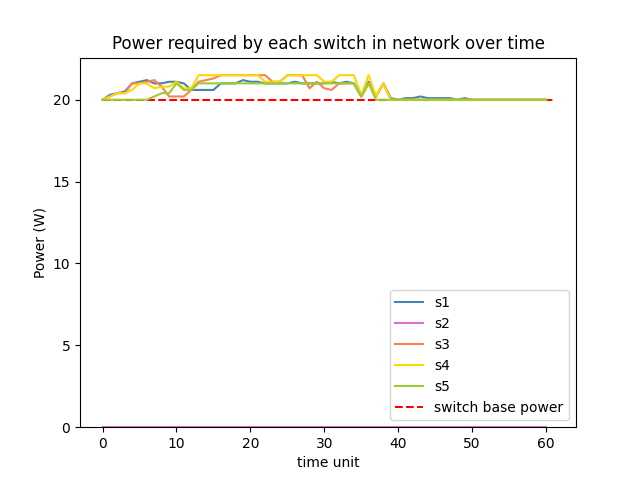 Power required by each switch in network over time
Power (W)
20
15
10
5
0
0 10 20 30 40 50 60
time unit
s1
s2
s3
s4
s5
switch base power